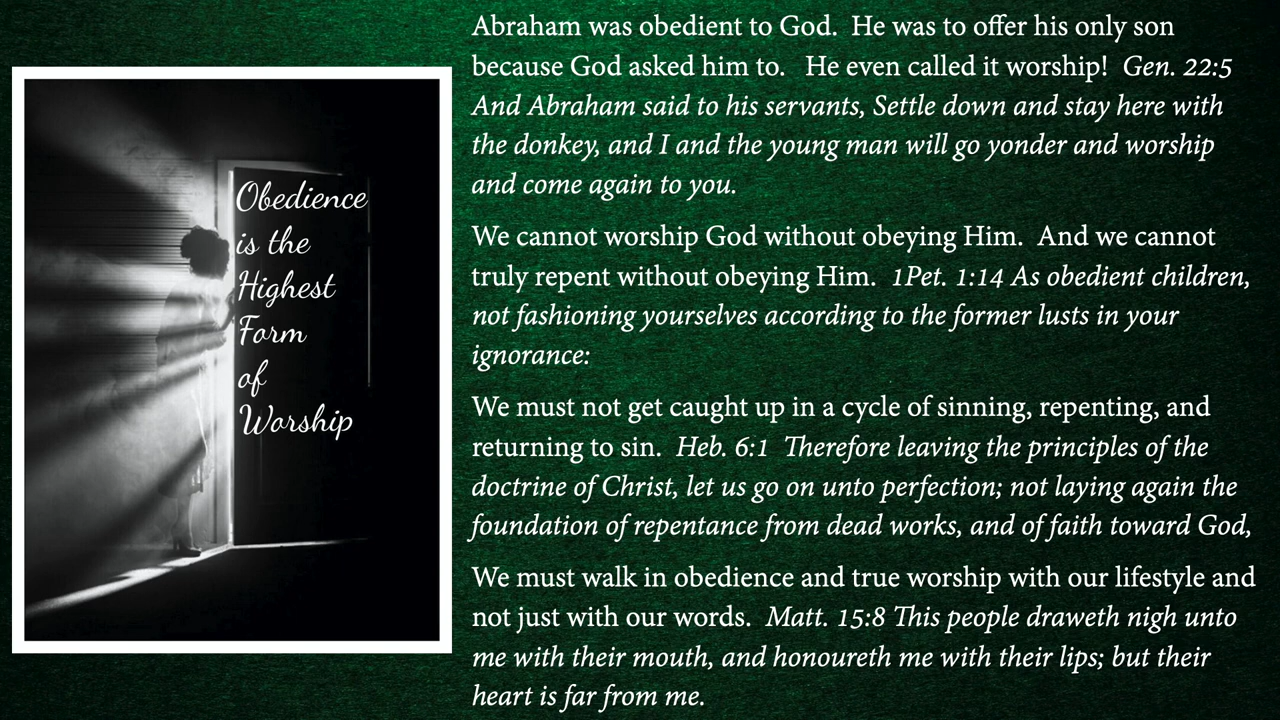 Obedience
is the
Highest
Form
of
Worship
Abraham was obedient to God.  He was to offer his only son
because God asked him to.   He even called it worship!  Gen. 22:5
And Abraham said to his servants, Settle down and stay here with
the donkey, and I and the young man will go yonder and worship
and come again to you.
We cannot worship God without obeying Him.  And we cannot
truly repent without obeying Him.  1Pet. 1:14 As obedient children,
not fashioning yourselves according to the former lusts in your
ignorance:
We must not get caught up in a cycle of sinning, repenting, and
returning to sin.  Heb. 6:1  Therefore leaving the principles of the
doctrine of Christ, let us go on unto perfection; not laying again the
foundation of repentance from dead works, and of faith toward God,
We must walk in obedience and true worship with our lifestyle and
not just with our words.  Matt. 15:8 This people draweth nigh unto
me with their mouth, and honoureth me with their lips; but their
heart is far from me.